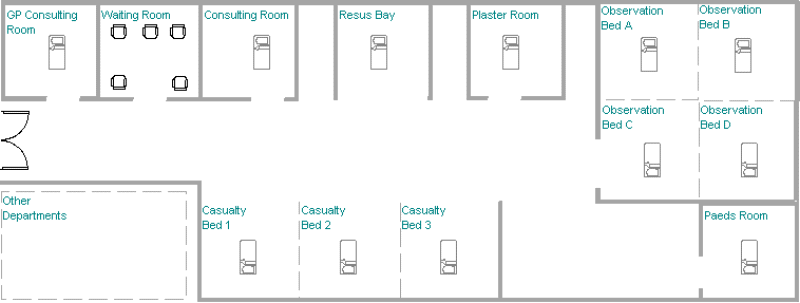 GP Consulting
Room
Waiting Room
Consulting Room
Resus Bay
Plaster Room
Observation
Bed A
Observation
Bed B
Observation
Bed C
Observation
Bed D
Other
Departments
Casualty
Bed 1
Casualty
Bed 2
Casualty
Bed 3
Paeds Room